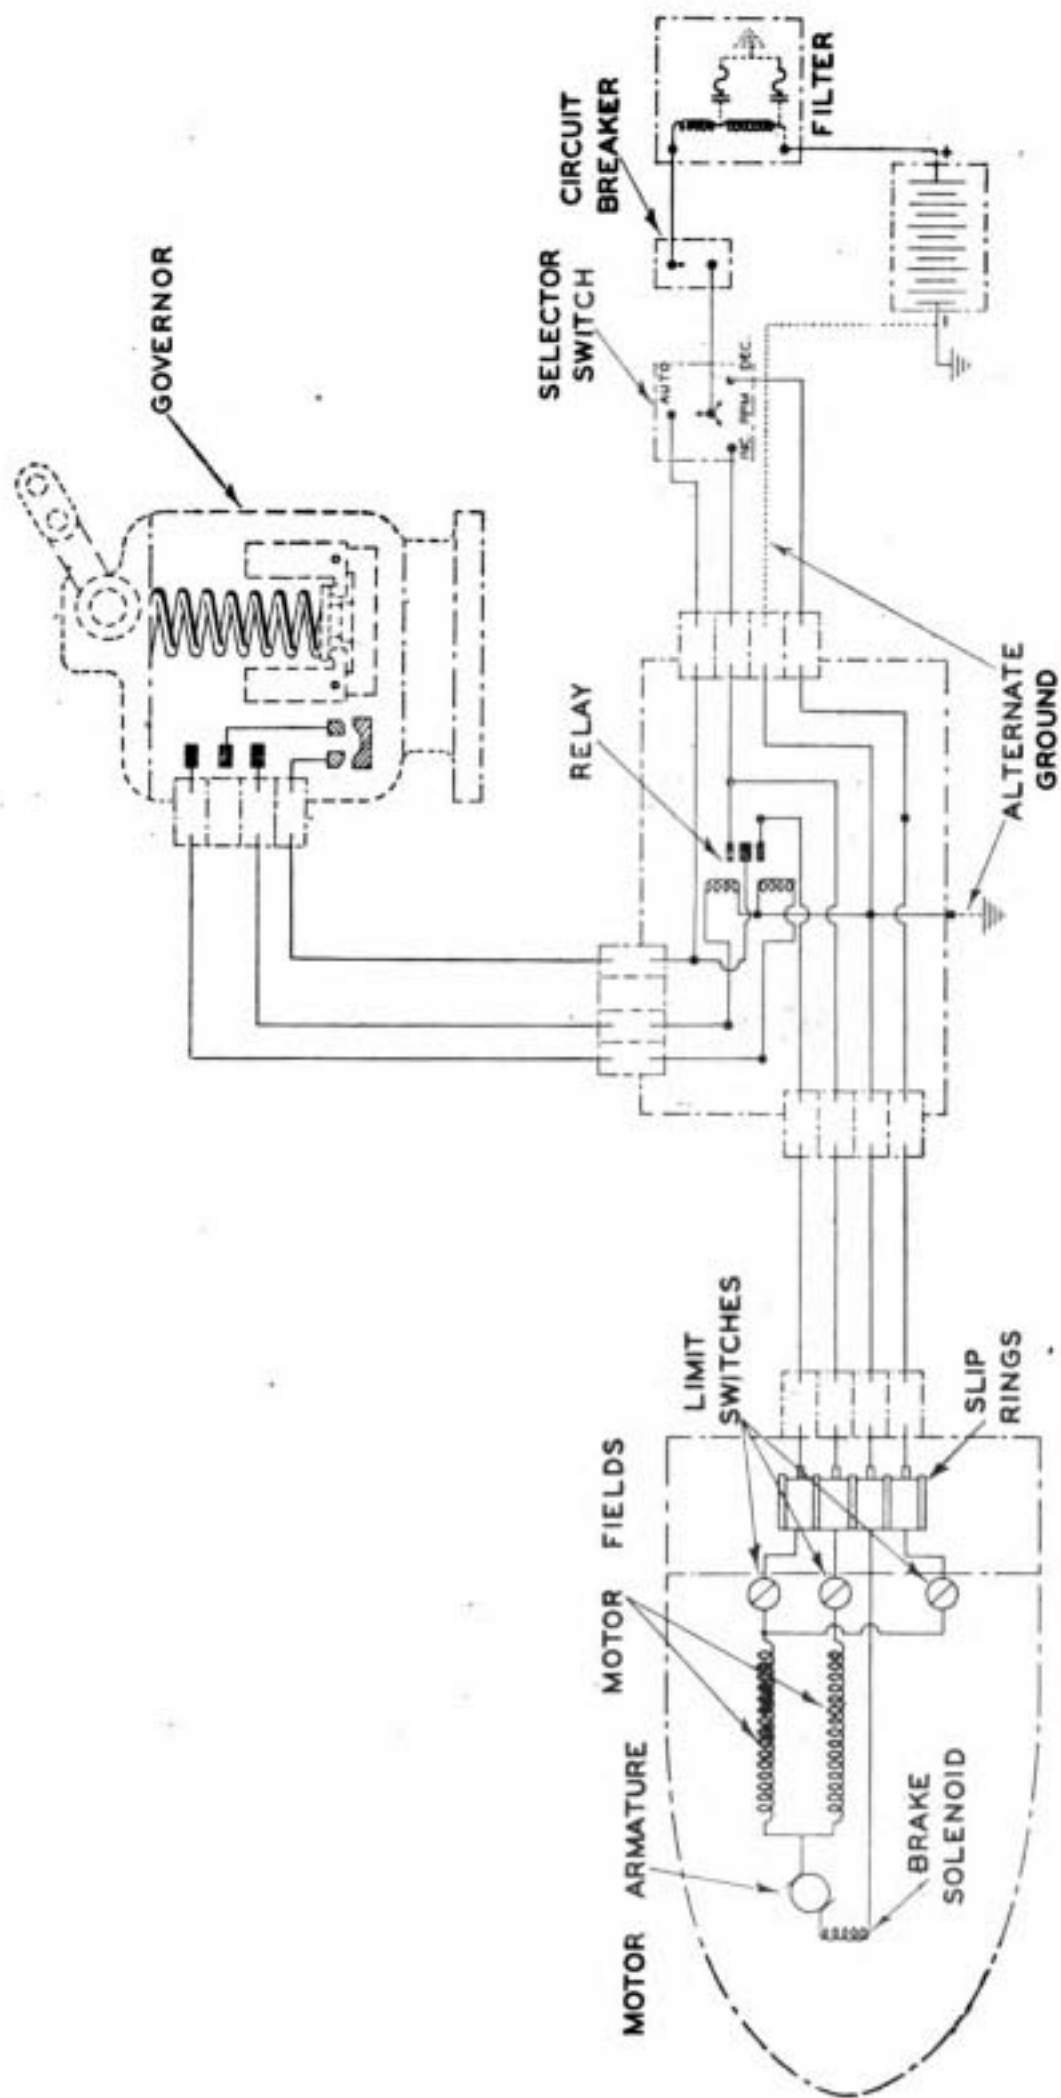 GOVERNOR
CIRCUIT
BREAKER
FILTER
SELECTOR
SWITCH
AUTO
INC. RPM DEC.
+
-
RELAY
ALTERNATE
GROUND
LIMIT
SWITCHES
SLIP
RINGS
MOTOR FIELDS
MOTOR ARMATURE
BRAKE
SOLENOID